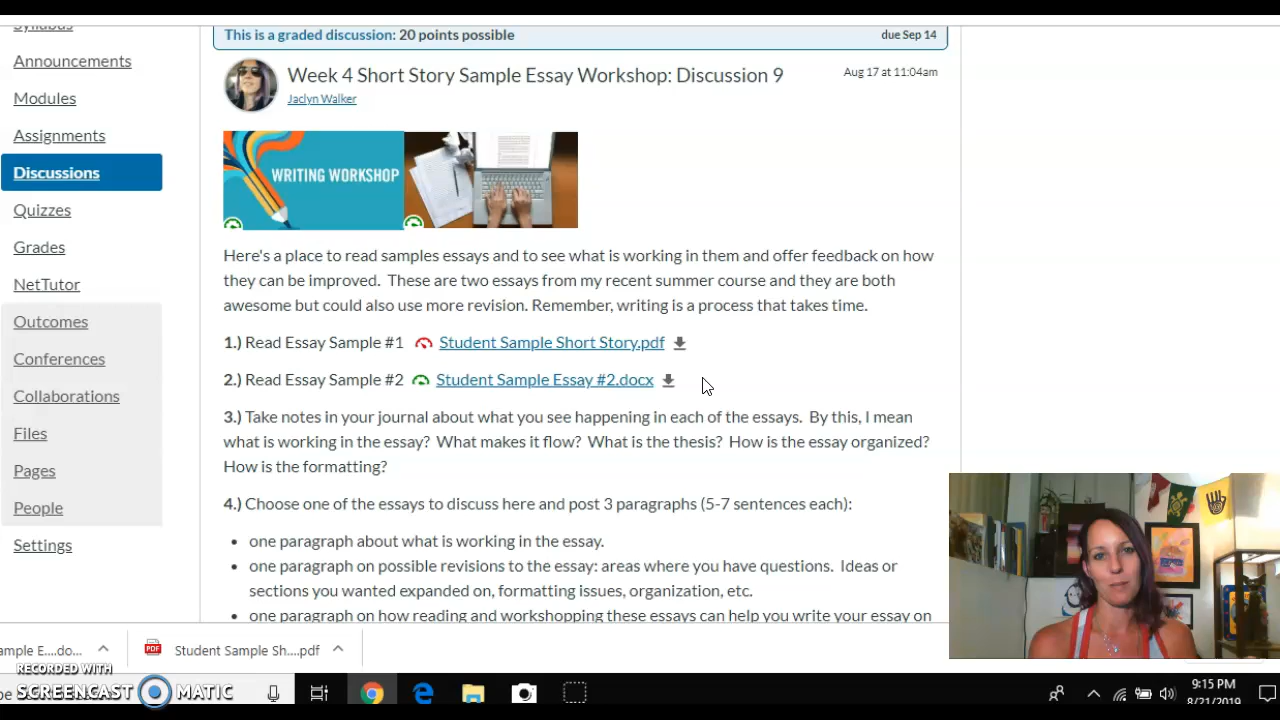 Syllabus
Announcements
Modules
Assignments
Discussions
Quizzes
Grades
NetTutor
Outcomes
Conferences
Collaborations
Files
Pages
People
Settings
This is a graded discussion: 20 points possible
due Sep 14
Week 4 Short Story Sample Essay Workshop: Discussion 9
Aug 17 at 11:04am
Jaclyn Walker
WRITING WORKSHOP
Here's a place to read samples essays and to see what is working in them and offer feedback on how
they can be improved.  These are two essays from my recent summer course and they are both
awesome but could also use more revision. Remember, writing is a process that takes time.
1.) Read Essay Sample #1 Student Sample Short Story.pdf
2.) Read Essay Sample #2 Student Sample Essay #2.docx
3.) Take notes in your journal about what you see happening in each of the essays.  By this, I mean
what is working in the essay?  What makes it flow?  What is the thesis?  How is the essay organized?
How is the formatting?
4.) Choose one of the essays to discuss here and post 3 paragraphs (5-7 sentences each):
• one paragraph about what is working in the essay.
• one paragraph on possible revisions to the essay: areas where you have questions.  Ideas or
sections you wanted expanded on, formatting issues, organization, etc.
• one paragraph on how reading and workshopping these essays can help you write your essay on
ample E....do...
PDF
Student Sample Sh....pdf
RECORDED WITH
SCREENCAST MATIC
9:15 PM
8/21/2019